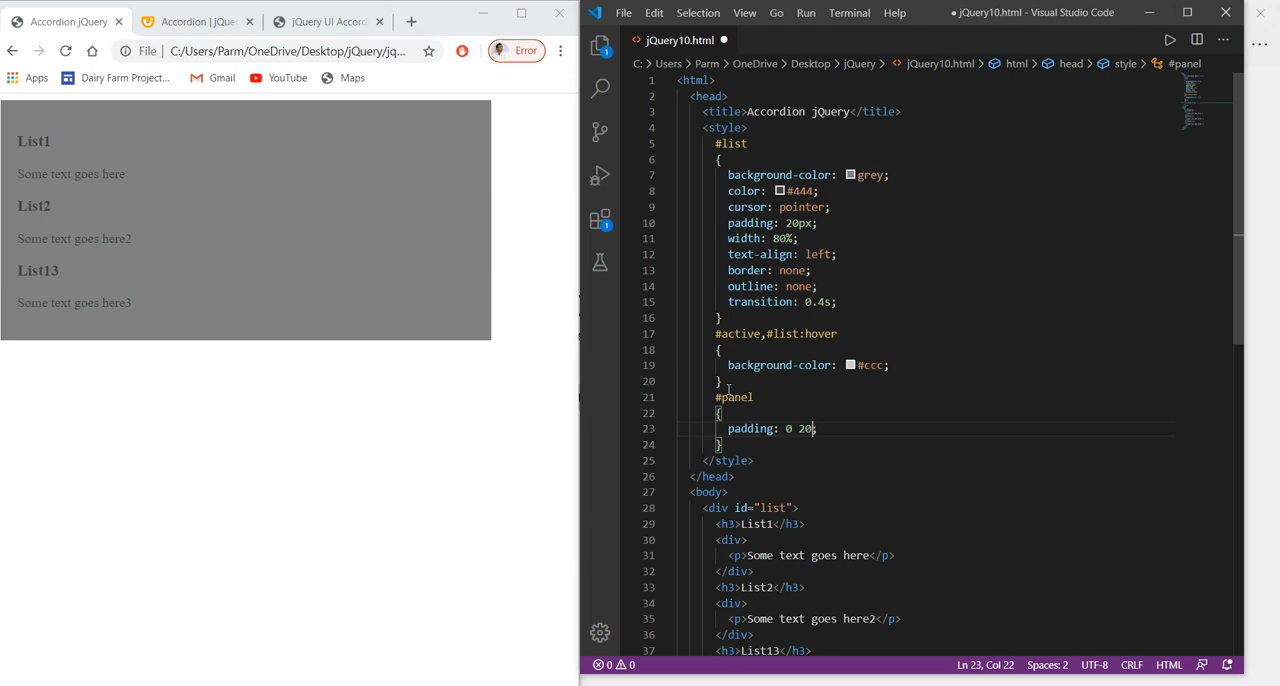 Accordion jQuery
Accordion | jQue
jQuery UI Accord
File C:/Users/Parm/OneDrive/Desktop/jQuery/jq...
Error
Apps Dairy Farm Project... Gmail YouTube Maps
List1
Some text goes here
List2
Some text goes here2
List13
Some text goes here3
File Edit Selection View Go Run Terminal Help ● jQuery10.html - Visual Studio Code
jQuery10.html
C: > Users > Parm > OneDrive > Desktop > jQuery > jQuery10.html > html > head > style > #panel
1 <html>
2 <head>
3 <title>Accordion jQuery</title>
4 <style>
5 #list
6 {
7 background-color: grey;
8 color: #444;
9 cursor: pointer;
10 padding: 20px;
11 width: 80%;
12 text-align: left;
13 border: none;
14 outline: none;
15 transition: 0.4s;
16 }
17 #active,#list:hover
18 {
19 background-color: #ccc;
20 }
21 #panel
22 {
23 padding: 0 20;
24 }
25 </style>
26 </head>
27 <body>
28 <div id="list">
29 <h3>List1</h3>
30 <div>
31 <p>Some text goes here</p>
32 </div>
33 <h3>List2</h3>
34 <div>
35 <p>Some text goes here2</p>
36 </div>
37 <h3>List13</h3>
1
1
0 0 Ln 23, Col 22 Spaces: 2 UTF-8 CRLF HTML